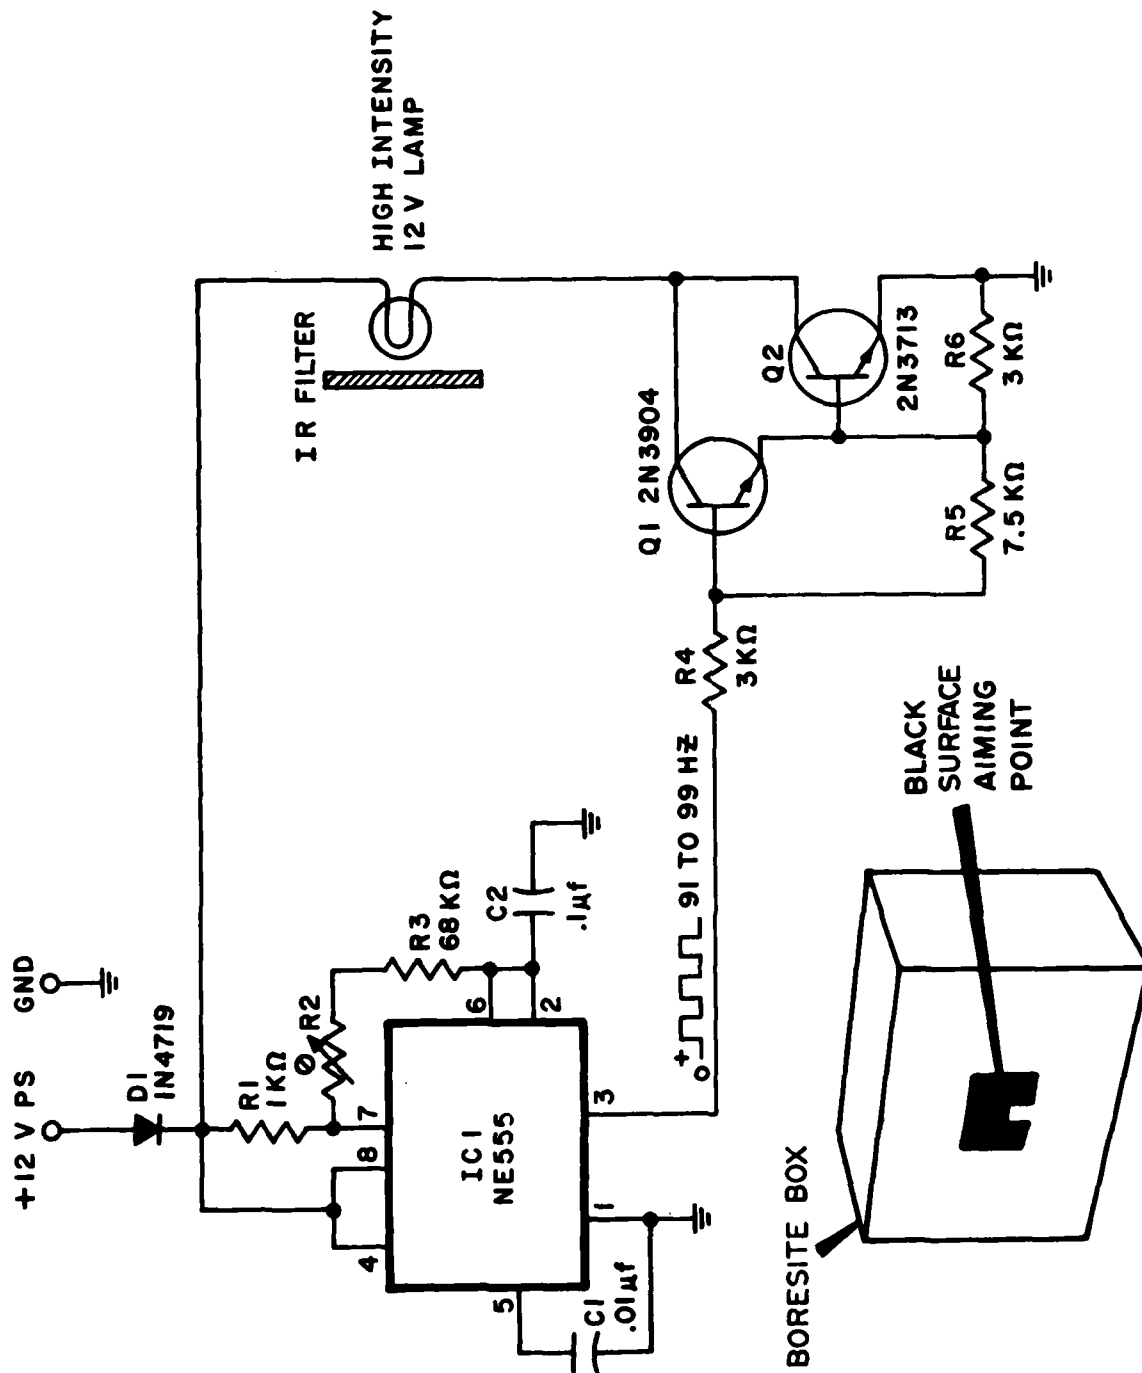 +12 V PS
GND
D1
1N4719
R1
1KΩ
R2
R3
68KΩ
C2
.1µf
4
8
7
6
2
5
1
3
IC1
NE555
C1
.01µf
+
91 TO 99 HZ
R4
3KΩ
IR FILTER
HIGH INTENSITY
12V LAMP
Q1 2N3904
Q2
2N3713
R5
7.5KΩ
R6
3KΩ
BORESITE BOX
BLACK
SURFACE
AIMING
POINT